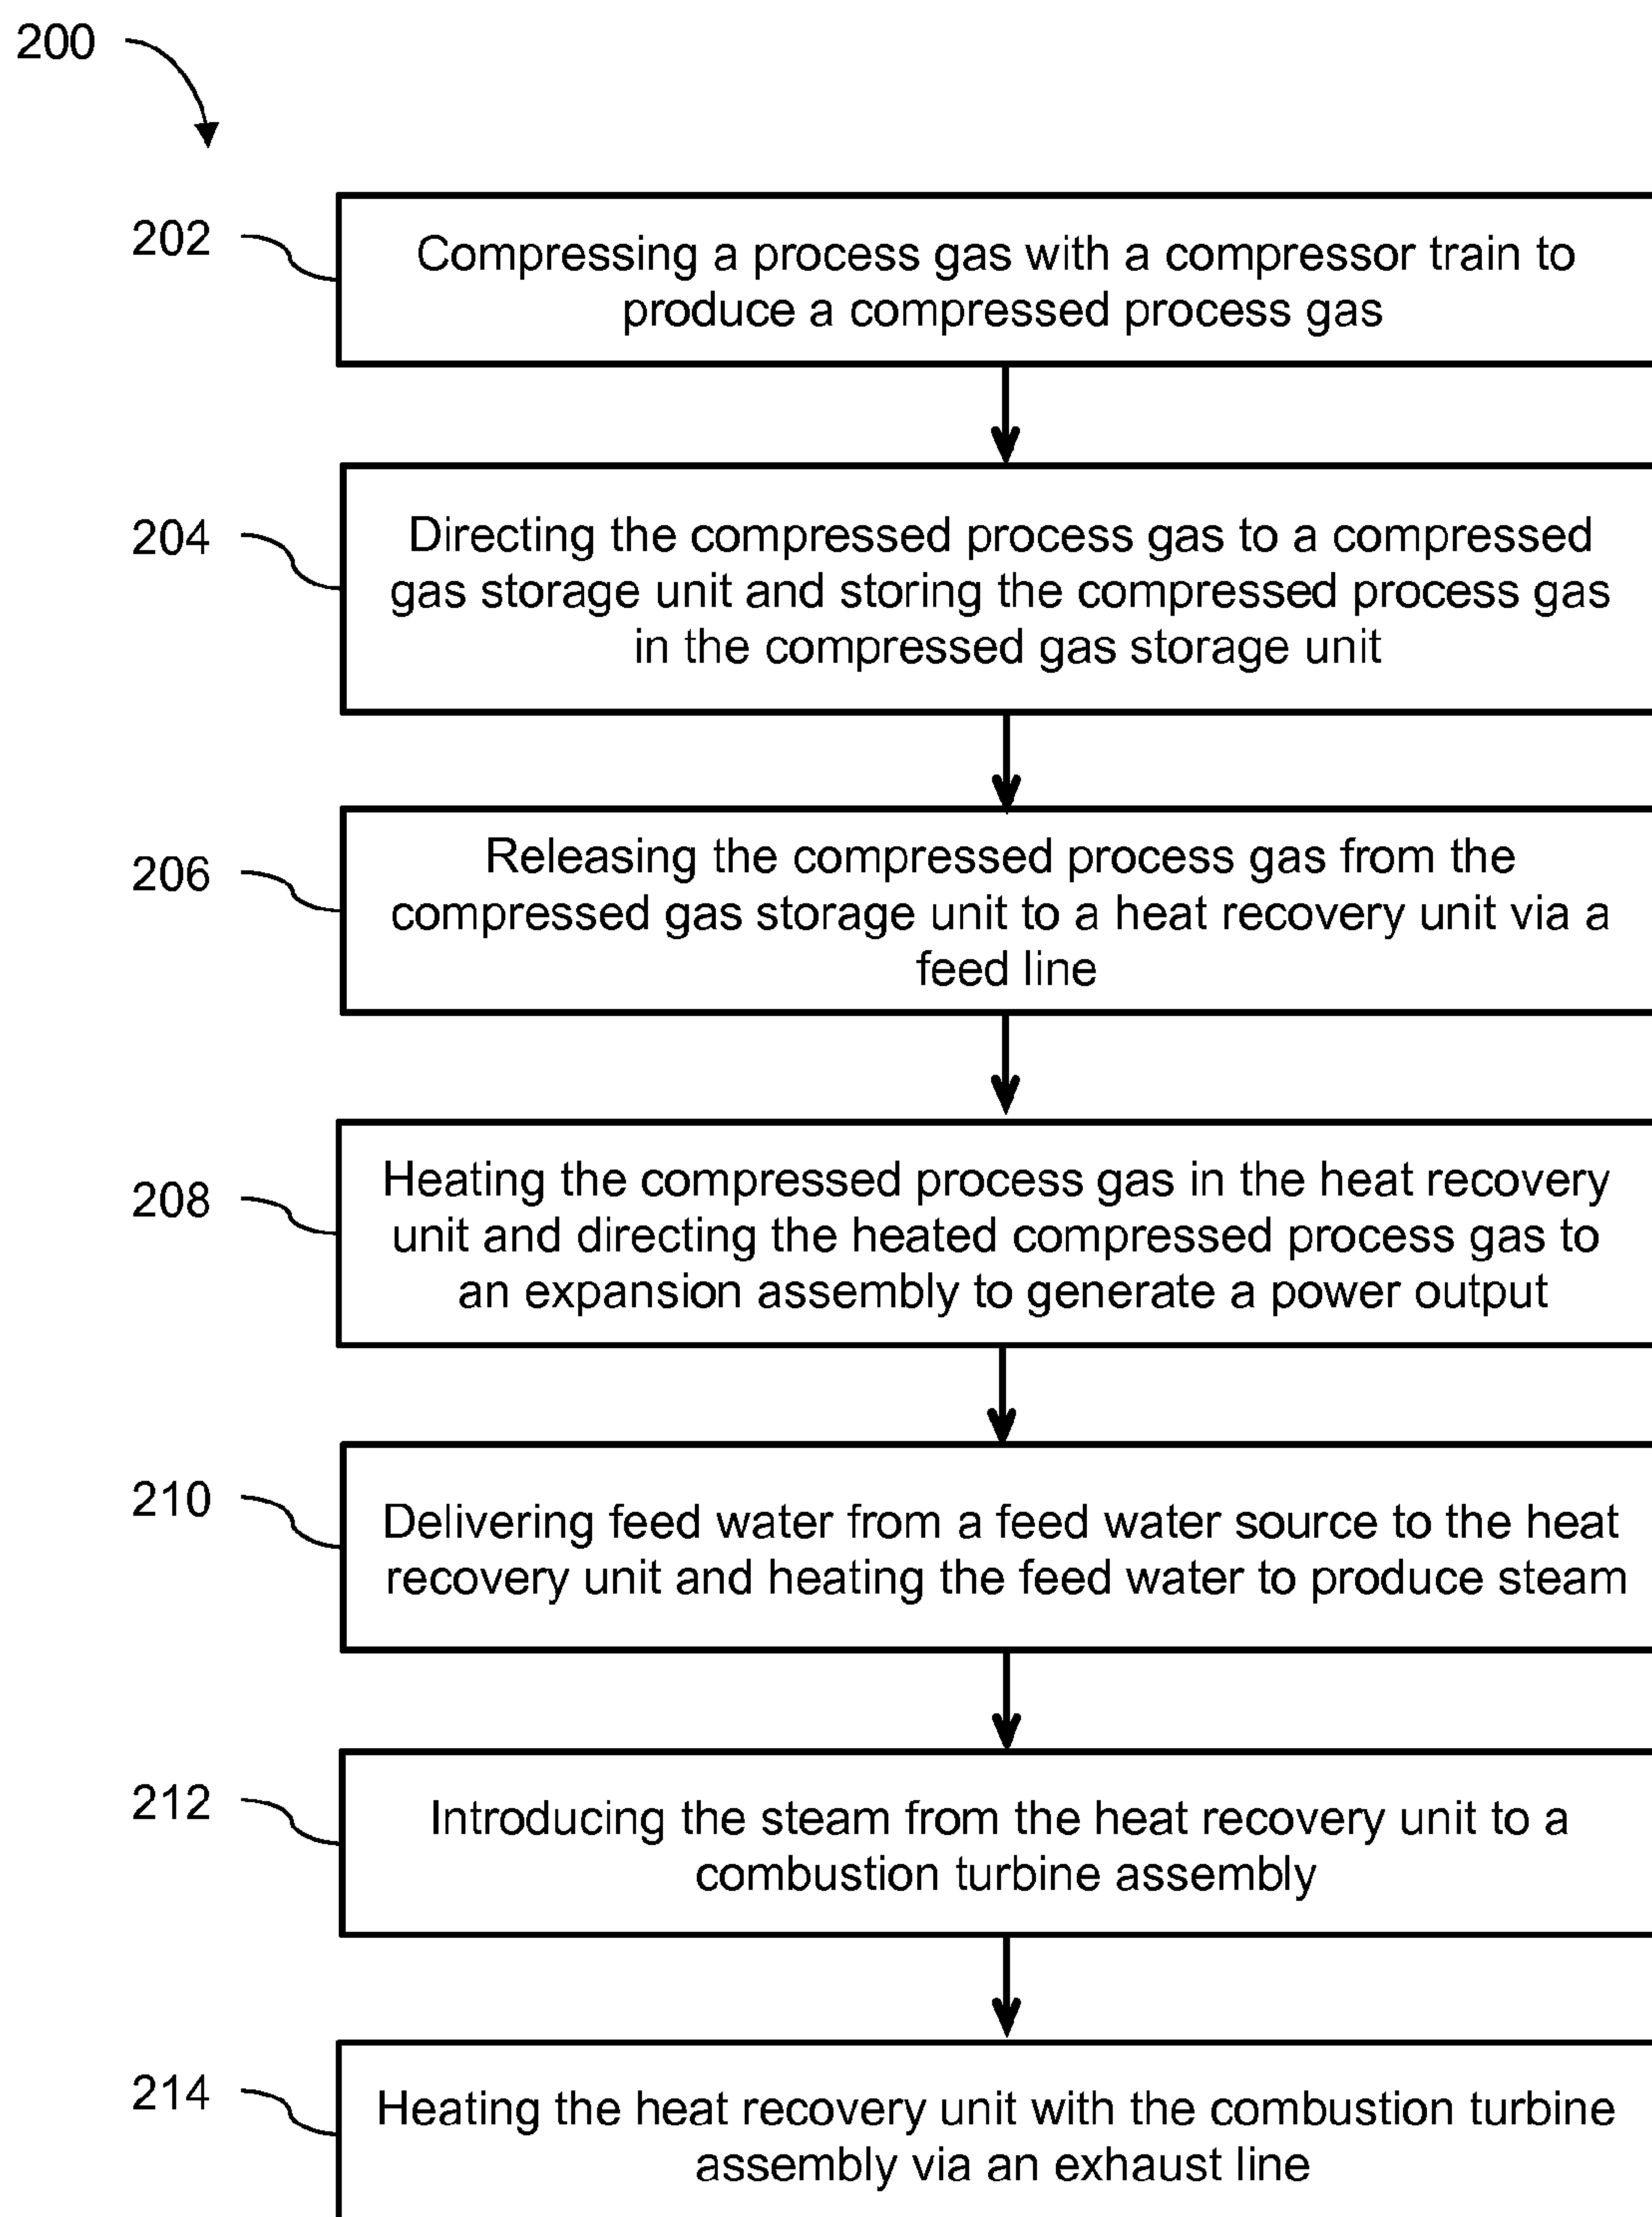 200
202
Compressing a process gas with a compressor train to
produce a compressed process gas
204
Directing the compressed process gas to a compressed
gas storage unit and storing the compressed process gas
in the compressed gas storage unit
206
Releasing the compressed process gas from the
compressed gas storage unit to a heat recovery unit via a
feed line
208
Heating the compressed process gas in the heat recovery
unit and directing the heated compressed process gas to
an expansion assembly to generate a power output
210
Delivering feed water from a feed water source to the heat
recovery unit and heating the feed water to produce steam
212
Introducing the steam from the heat recovery unit to a
combustion turbine assembly
214
Heating the heat recovery unit with the combustion turbine
assembly via an exhaust line